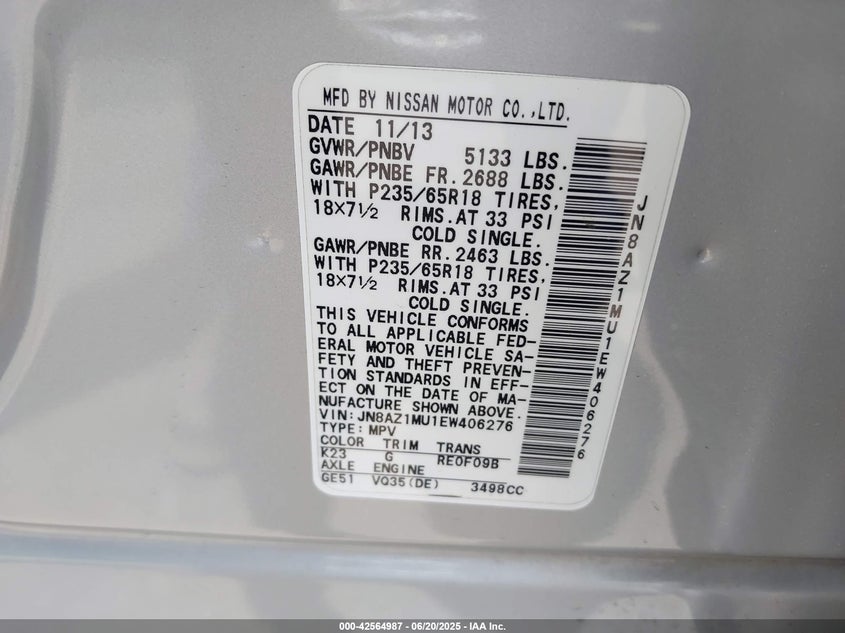 MFD BY NISSAN MOTOR CO.,LTD.
DATE 11/13
GVWR/PNBV 5133 LBS.
GAWR/PNBE FR.2688 LBS.
WITH P235/65R18 TIRES,
18×7½ RIMS.AT 33 PSI
COLD SINGLE.
GAWR/PNBE RR.2463 LBS.
WITH P235/65R18 TIRES,
18×7½ RIMS.AT 33 PSI
COLD SINGLE.
THIS VEHICLE CONFORMS
TO ALL APPLICABLE FED-
ERAL MOTOR VEHICLE SA-
FETY AND THEFT PREVEN-
TION STANDARDS IN EFF-
ECT ON THE DATE OF MA-
NUFACTURE SHOWN ABOVE.
VIN:JN8AZ1MU1EW406276
TYPE:MPV
COLOR TRIM TRANS
K23 G RE0F09B
AXLE ENGINE
GE51 VQ35(DE) 3498CC
JN8AZ1MU1EW406276
000-42564987 - 06/20/2025 - IAA Inc.